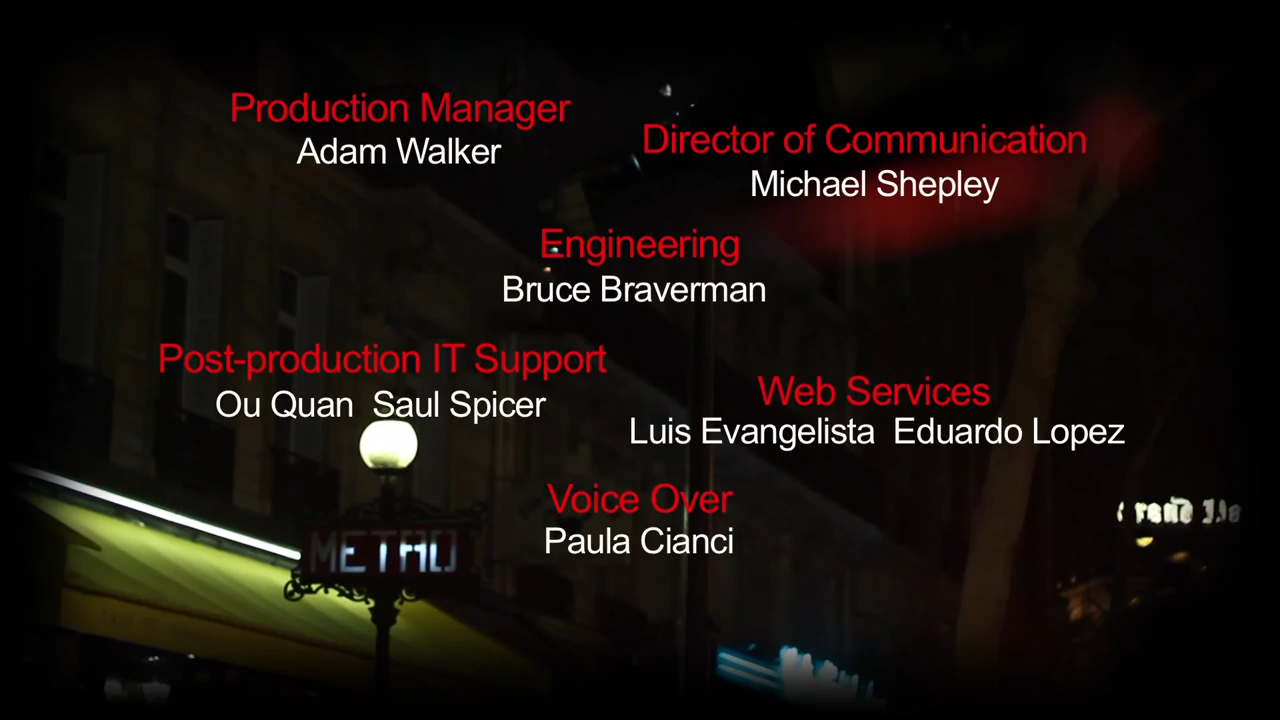 Production Manager
Adam Walker
Director of Communication
Michael Shepley
Engineering
Bruce Braverman
Post-production IT Support
Ou Quan  Saul Spicer
Web Services
Luis Evangelista  Eduardo Lopez
Voice Over
Paula Cianci
METRO